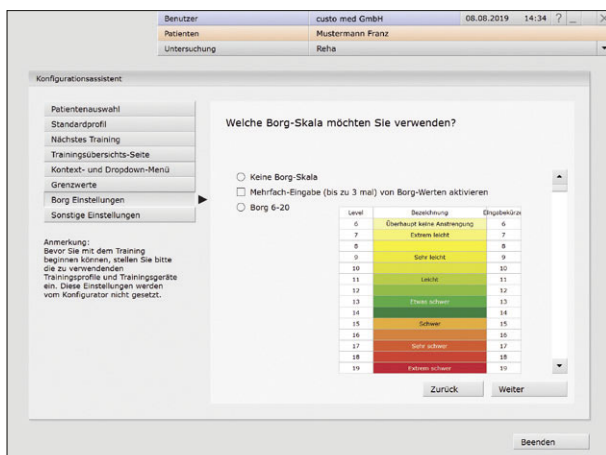 Benutzer custo med GmbH 08.08.2019 14:34 ? _ X
Patienten Mustermann Franz
Untersuchung Reha
Konfigurationsassistent
Patientenauswahl
Standardprofil
Nächstes Training
Trainingsübersichts-Seite
Kontext- und Dropdown-Menü
Grenzwerte
Borg Einstellungen
Sonstige Einstellungen
Anmerkung:
Bevor Sie mit dem Training
beginnen können, stellen Sie bitte
die zu verwendenden
Trainingsprofile und Trainingsgeräte
ein. Diese Einstellungen werden
vom Konfigurator nicht gesetzt.
Welche Borg-Skala möchten Sie verwenden?
Keine Borg-Skala
Mehrfach-Eingabe (bis zu 3 mal) von Borg-Werten aktivieren
Borg 6-20
Level Bezeichnung Eingabekürze
6 Überhaupt keine Anstrengung 6
7 Extrem leicht 7
8 8
9 Sehr leicht 9
10 10
11 Leicht 11
12 12
13 Etwas schwer 13
14 14
15 Schwer 15
16 16
17 Sehr schwer 17
18 18
19 Extrem schwer 19
Zurück Weiter
Beenden